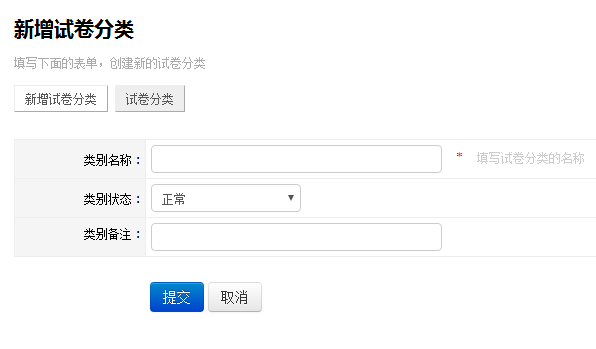 新增试卷分类
填写下面的表单，创建新的试卷分类
新增试卷分类 试卷分类
类别名称： * 填写试卷分类的名称
类别状态： 正常
类别备注：
提交 取消